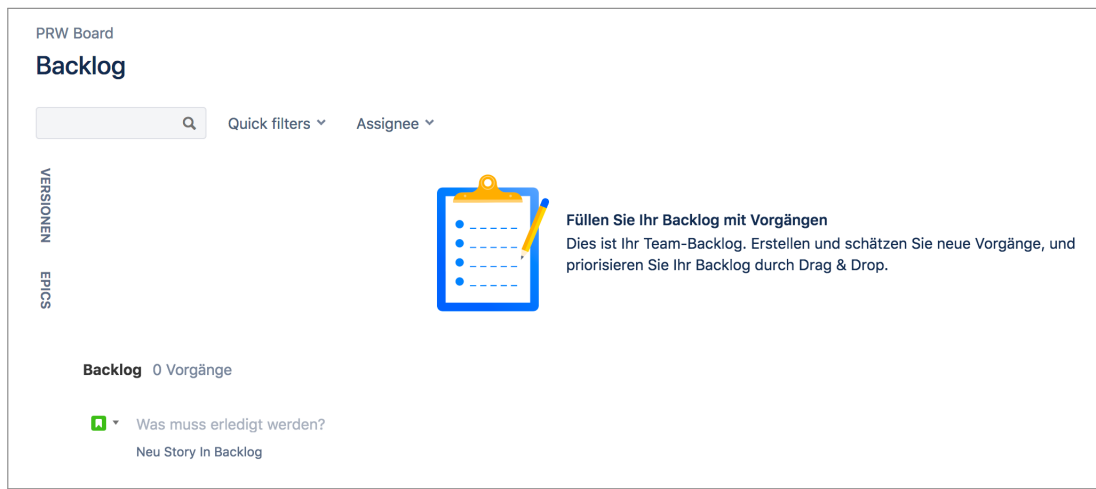 PRW Board
Backlog
Quick filters
Assignee
VERSIONEN
EPICS
Füllen Sie Ihr Backlog mit Vorgängen
Dies ist Ihr Team-Backlog. Erstellen und schätzen Sie neue Vorgänge, und
priorisieren Sie Ihr Backlog durch Drag & Drop.
Backlog 0 Vorgänge
Was muss erledigt werden?
Neu Story In Backlog